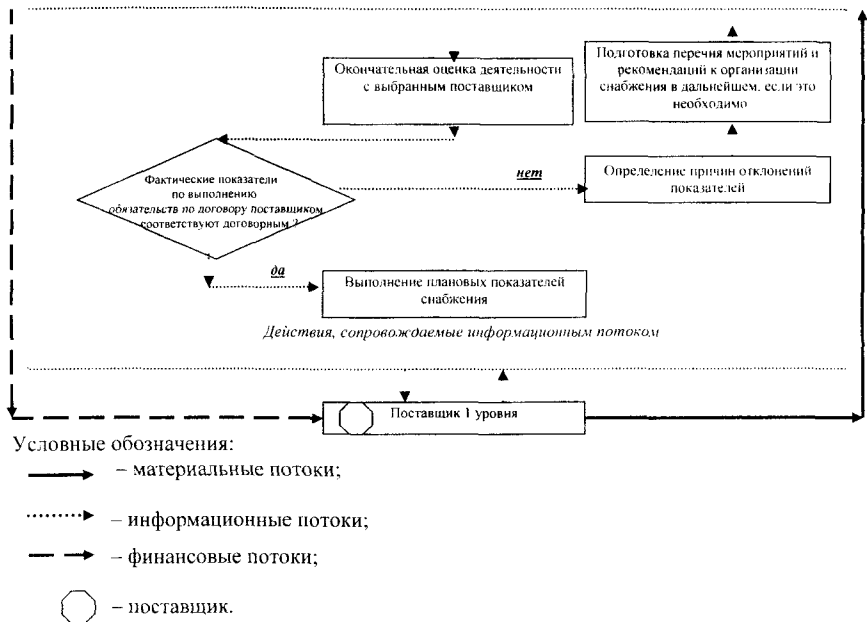 Окончательная оценка деятельности
с выбранным поставщиком
Подготовка перечня мероприятий и
рекомендаций к организации
снабжения в дальнейшем, если это
необходимо
Фактические показатели
по выполнению
обязательств по договору поставщиком
соответствуют договорным ?
нет
Определение причин отклонений
показателей
да
Выполнение плановых показателей
снабжения
Действия, сопровождаемые информационным потоком
Поставщик 1 уровня
Условные обозначения:
– материальные потоки;
– информационные потоки;
– финансовые потоки;
– поставщик.